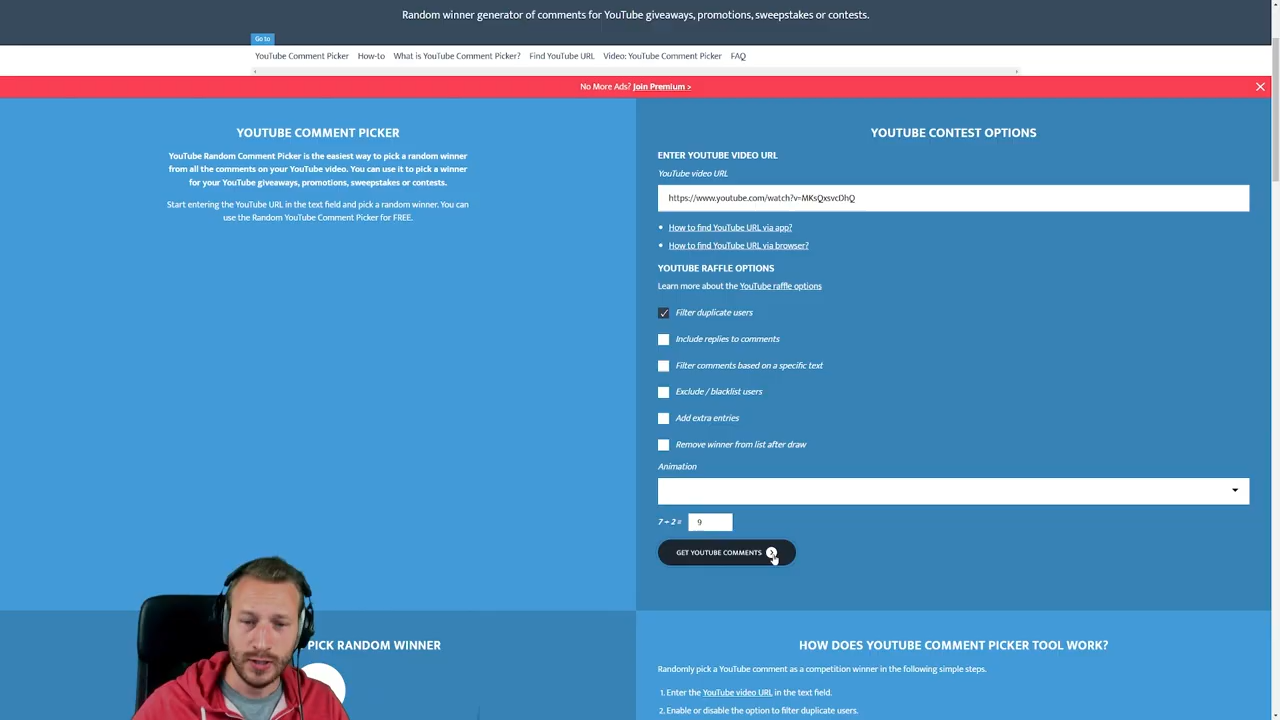 Random winner generator of comments for YouTube giveaways, promotions, sweepstakes or contests.
Go to
YouTube Comment Picker How-to What is YouTube Comment Picker? Find YouTube URL Video: YouTube Comment Picker FAQ
No More Ads? Join Premium >
YOUTUBE COMMENT PICKER
YouTube Random Comment Picker is the easiest way to pick a random winner
from all the comments on your YouTube video. You can use it to pick a winner
for your YouTube giveaways, promotions, sweepstakes or contests.
Start entering the YouTube URL in the text field and pick a random winner. You can
use the Random YouTube Comment Picker for FREE.
YOUTUBE CONTEST OPTIONS
ENTER YOUTUBE VIDEO URL
YouTube video URL
https://www.youtube.com/watch?v=MKsQxsvcDhQ
How to find YouTube URL via app?
How to find YouTube URL via browser?
YOUTUBE RAFFLE OPTIONS
Learn more about the YouTube raffle options
Filter duplicate users
Include replies to comments
Filter comments based on a specific text
Exclude / blacklist users
Add extra entries
Remove winner from list after draw
Animation
7 + 2 = 9
GET YOUTUBE COMMENTS
PICK RANDOM WINNER
HOW DOES YOUTUBE COMMENT PICKER TOOL WORK?
Randomly pick a YouTube comment as a competition winner in the following simple steps.
1. Enter the YouTube video URL in the text field.
2. Enable or disable the option to filter duplicate users.